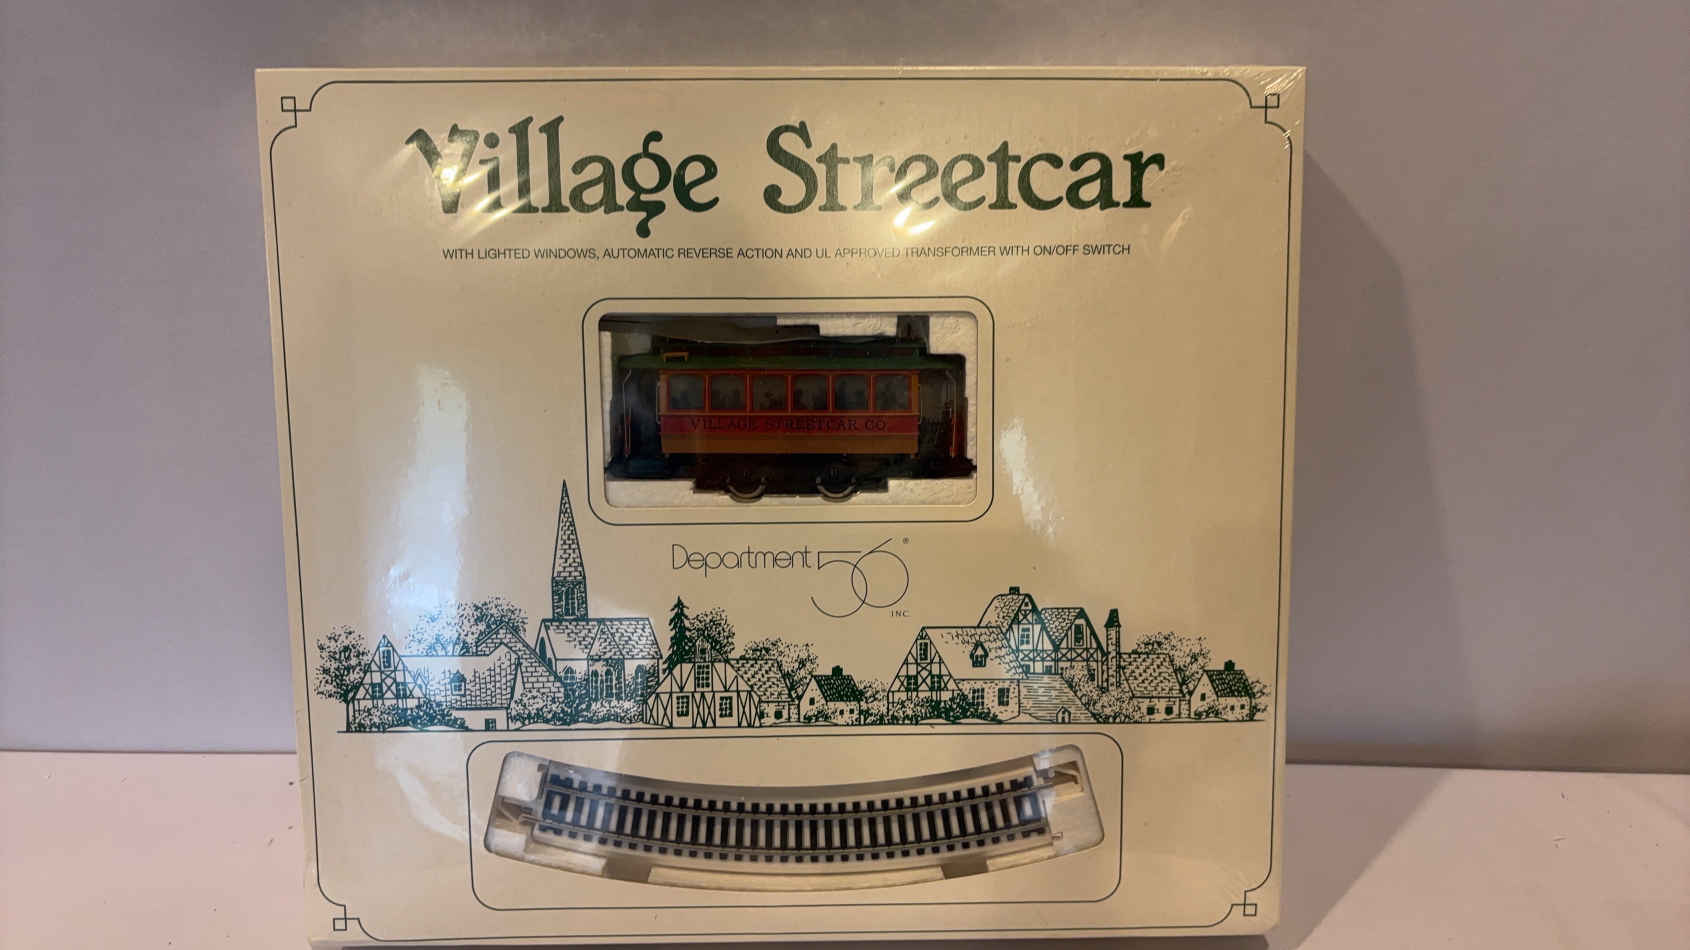 Village Streetcar
WITH LIGHTED WINDOWS, AUTOMATIC REVERSE ACTION AND UL APPROVED TRANSFORMER WITH ON/OFF SWITCH
VILLAGE STREETCAR CO.
Department 56®
INC.